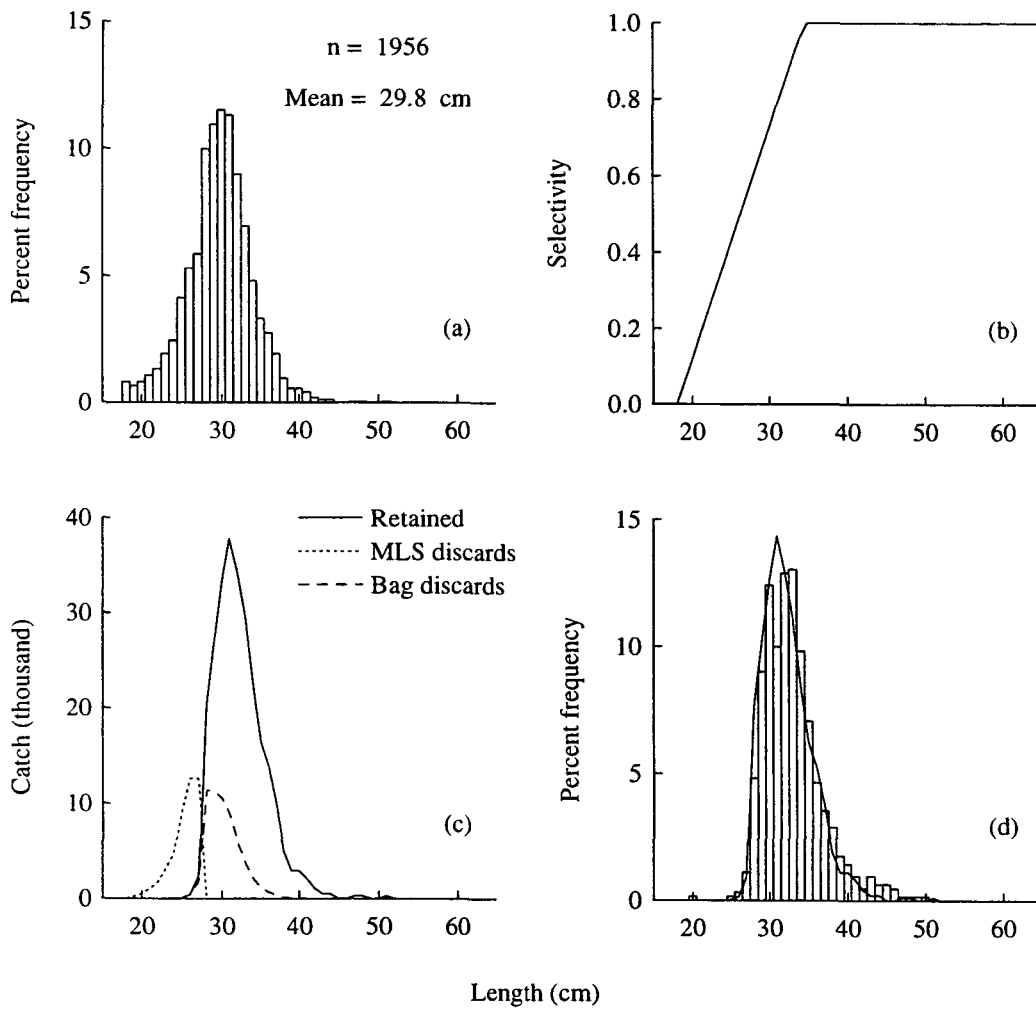 15
10
5
0
Percent frequency
n = 1956
Mean = 29.8 cm
(a)
20 30 40 50 60
1.0
0.8
0.6
0.4
0.2
0.0
Selectivity
(b)
20 30 40 50 60
40
30
20
10
0
Catch (thousand)
Retained
MLS discards
Bag discards
(c)
20 30 40 50 60
15
10
5
0
Percent frequency
(d)
20 30 40 50 60
Length (cm)